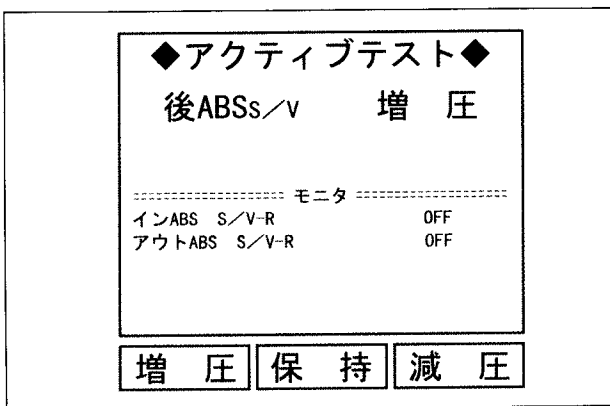 ◆アクティブテスト◆
後ABSs／v 増 圧
モニタ
インABS S／V-R OFF
アウトABS S／V-R OFF
増 圧 保 持 減 圧